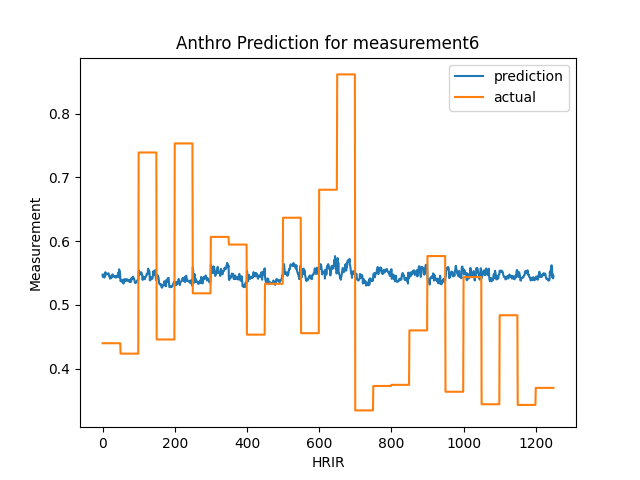 Anthro Prediction for measurement6
prediction
actual
Measurement
0.8
0.7
0.6
0.5
0.4
0 200 400 600 800 1000 1200
HRIR